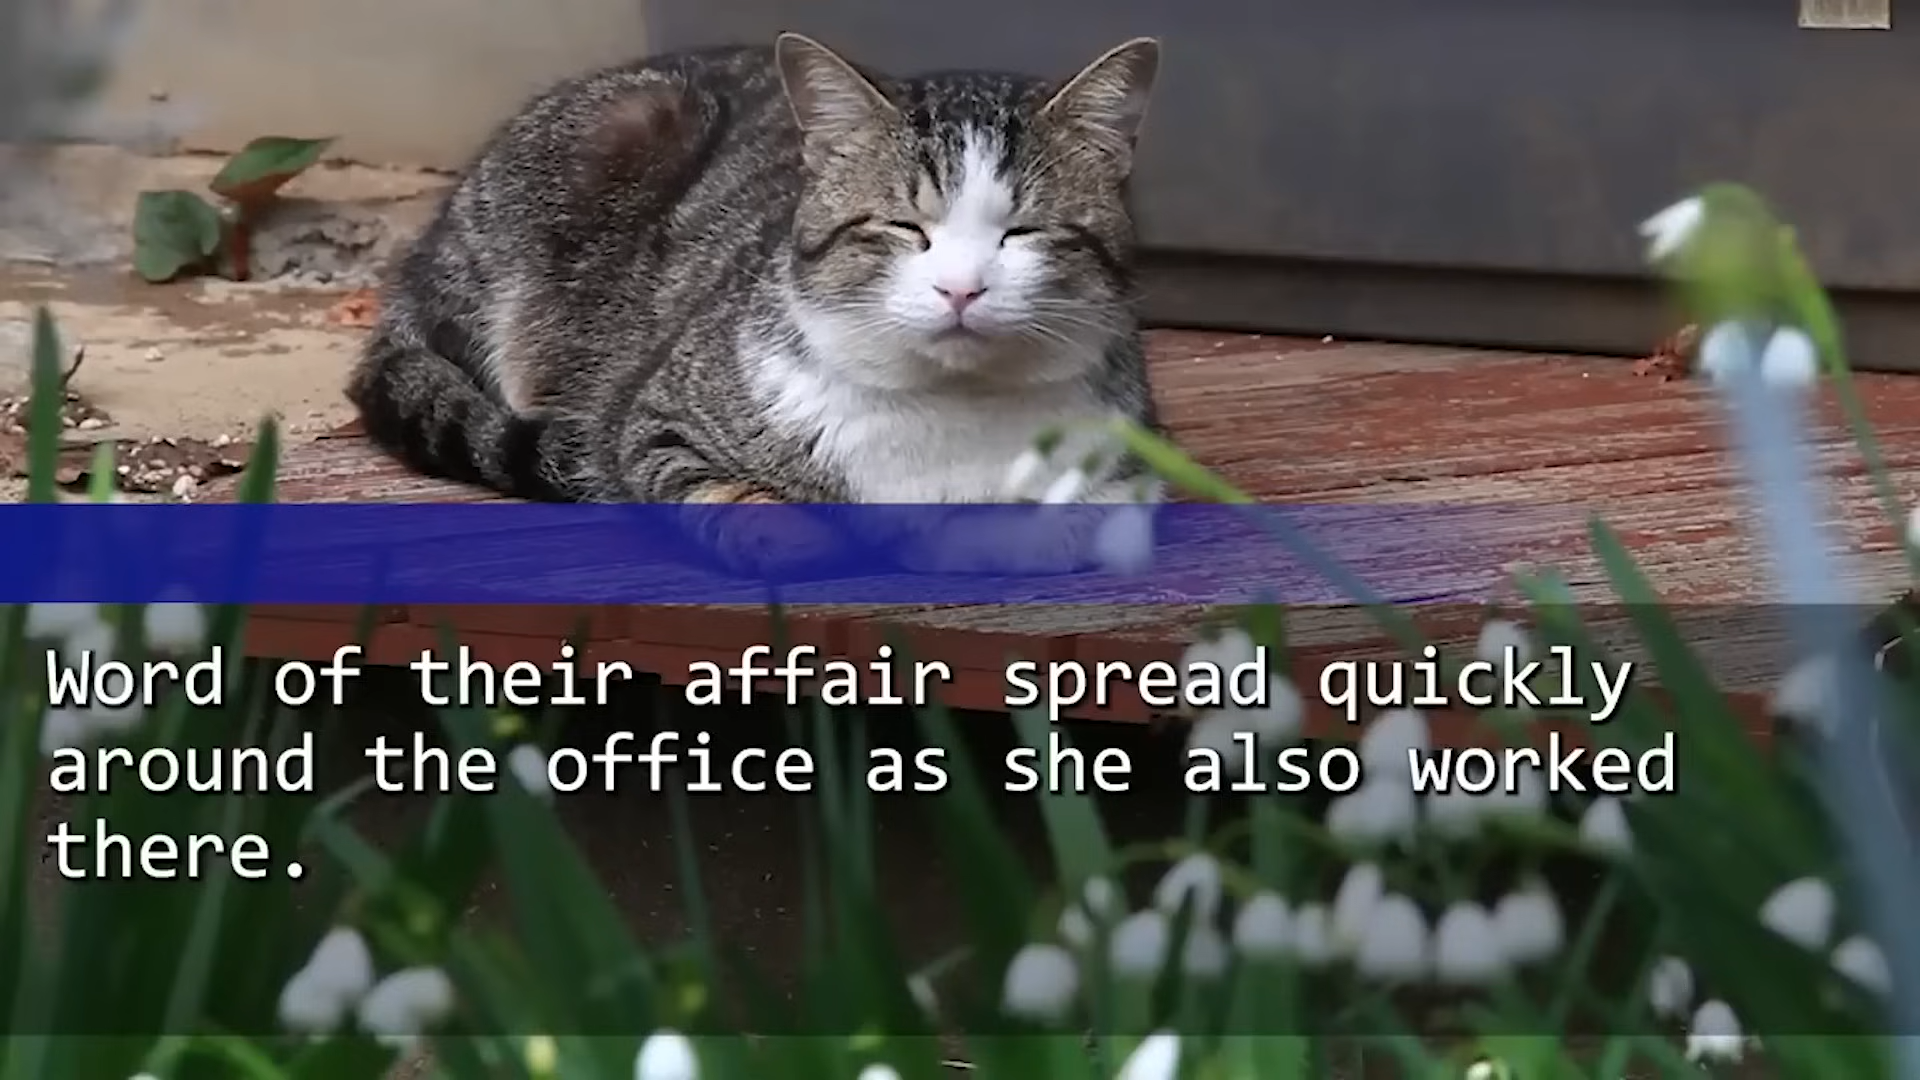 Word of their affair spread quickly
around the office as she also worked
there.